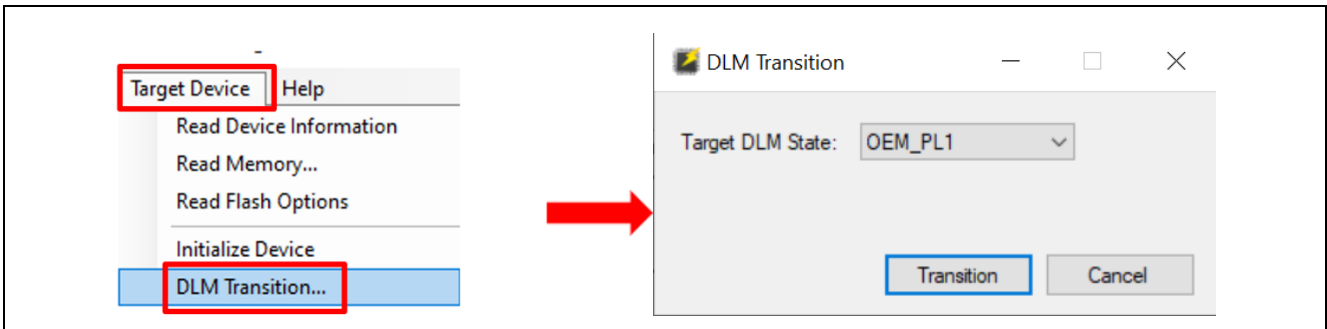 Target Device Help
Read Device Information
Read Memory...
Read Flash Options
Initialize Device
DLM Transition...
DLM Transition
Target DLM State: OEM_PL1
Transition Cancel